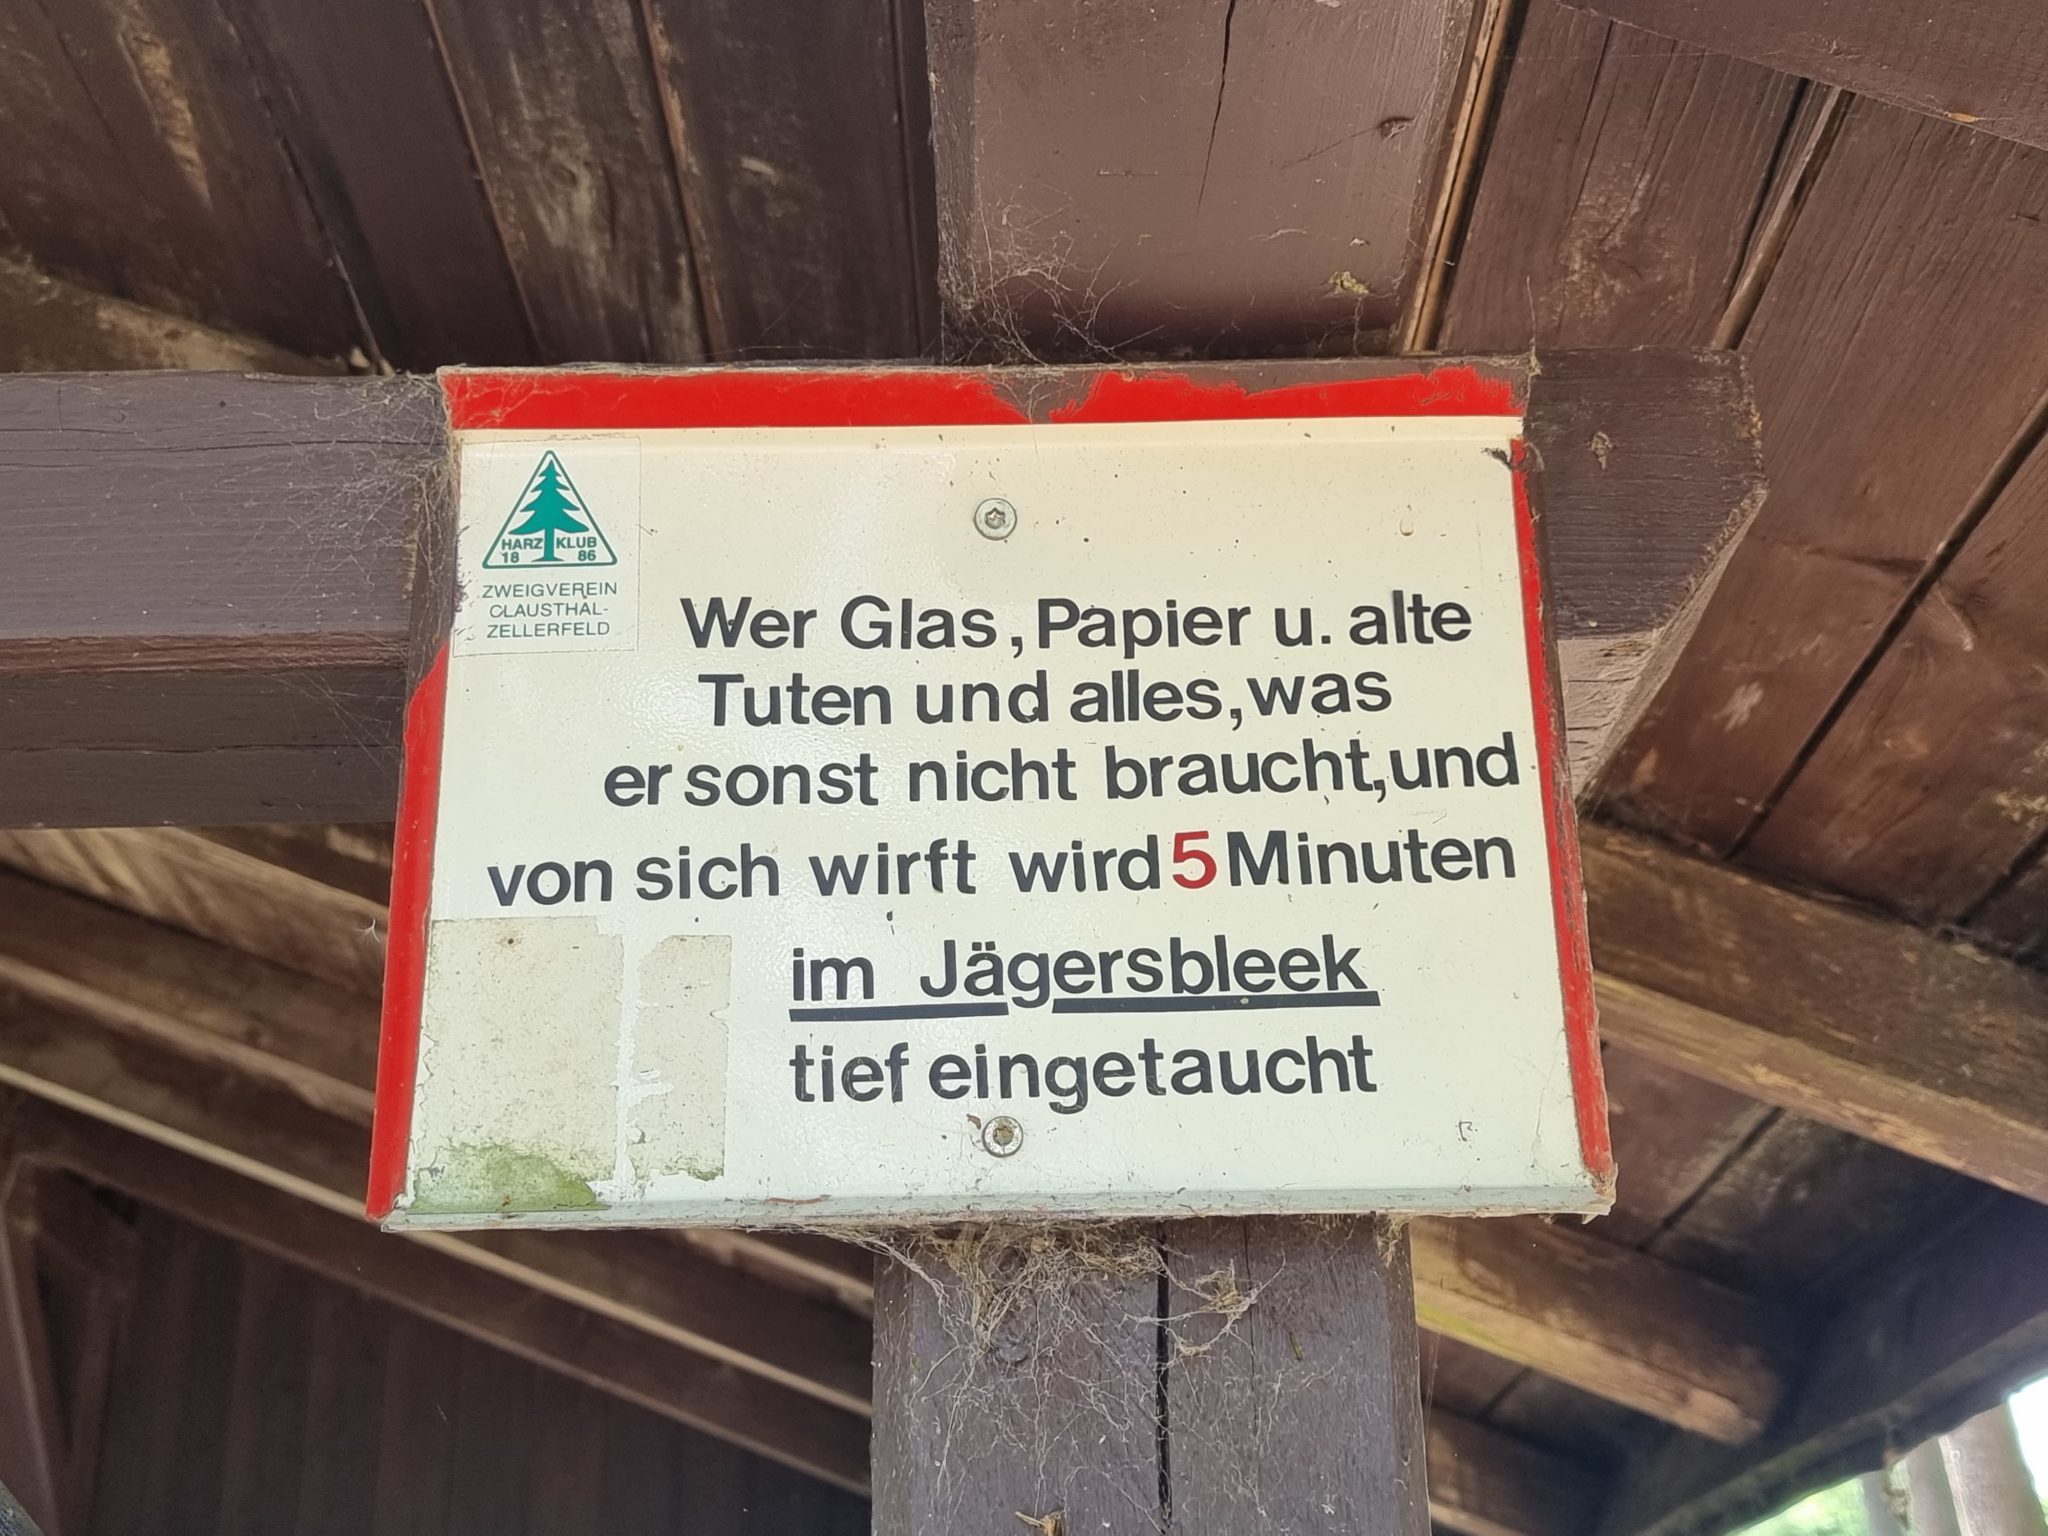 HARZ KLUB
18 86
ZWEIGVEREIN
CLAUSTHAL-
ZELLERFELD
Wer Glas, Papier u. alte
Tuten und alles, was
er sonst nicht braucht, und
von sich wirft wird 5 Minuten
im Jägersbleek
tief eingetaucht